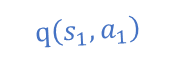 q(s₁, a₁)